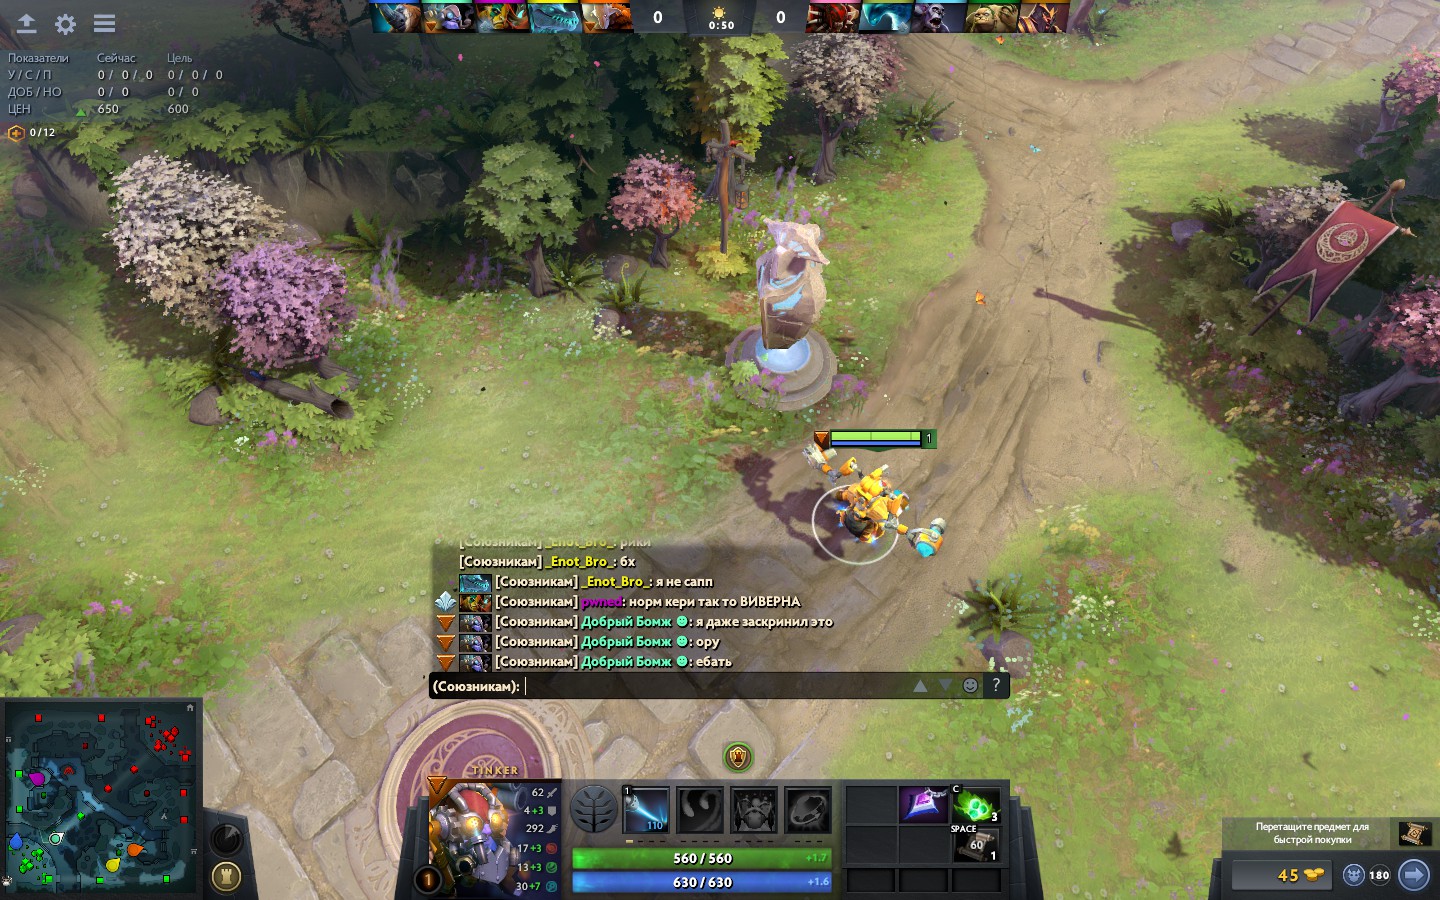 0
0:50
0
Показатели Сейчас Цель
У / С / П 0 / 0 / 0 0 / 0 / 0
ДОБ / НО 0 / 0 0 / 0
ЦЕН 650 600
0 / 12
1
[Союзникам] _Enot_Bro_: рики
[Союзникам] _Enot_Bro_: бх
[Союзникам] _Enot_Bro_: я не сапп
[Союзникам] pwned: норм кери так то ВИВЕРНА
[Союзникам] Добрый Бомж ☻: я даже заскринил это
[Союзникам] Добрый Бомж ☻: ору
[Союзникам] Добрый Бомж ☻: ебать
(Союзникам): ?
TINKER
62
4+3
292
17+3
13+3
30+7
1
1
110
560 / 560 +1.7
630 / 630 +1.6
C
3
SPACE
60
1
Перетащите предмет для
быстрой покупки
45
180